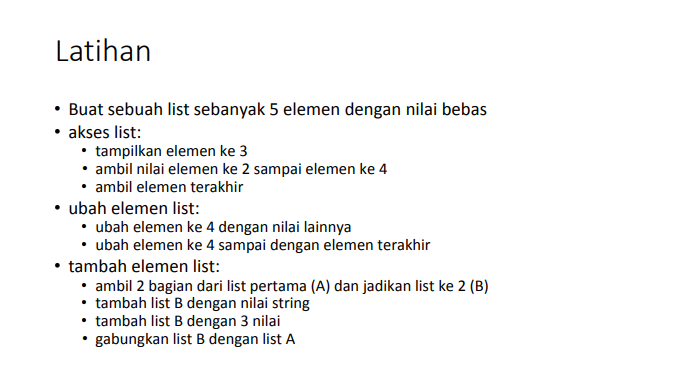 Latihan
• Buat sebuah list sebanyak 5 elemen dengan nilai bebas
• akses list:
• tampilkan elemen ke 3
• ambil nilai elemen ke 2 sampai elemen ke 4
• ambil elemen terakhir
• ubah elemen list:
• ubah elemen ke 4 dengan nilai lainnya
• ubah elemen ke 4 sampai dengan elemen terakhir
• tambah elemen list:
• ambil 2 bagian dari list pertama (A) dan jadikan list ke 2 (B)
• tambah list B dengan nilai string
• tambah list B dengan 3 nilai
• gabungkan list B dengan list A